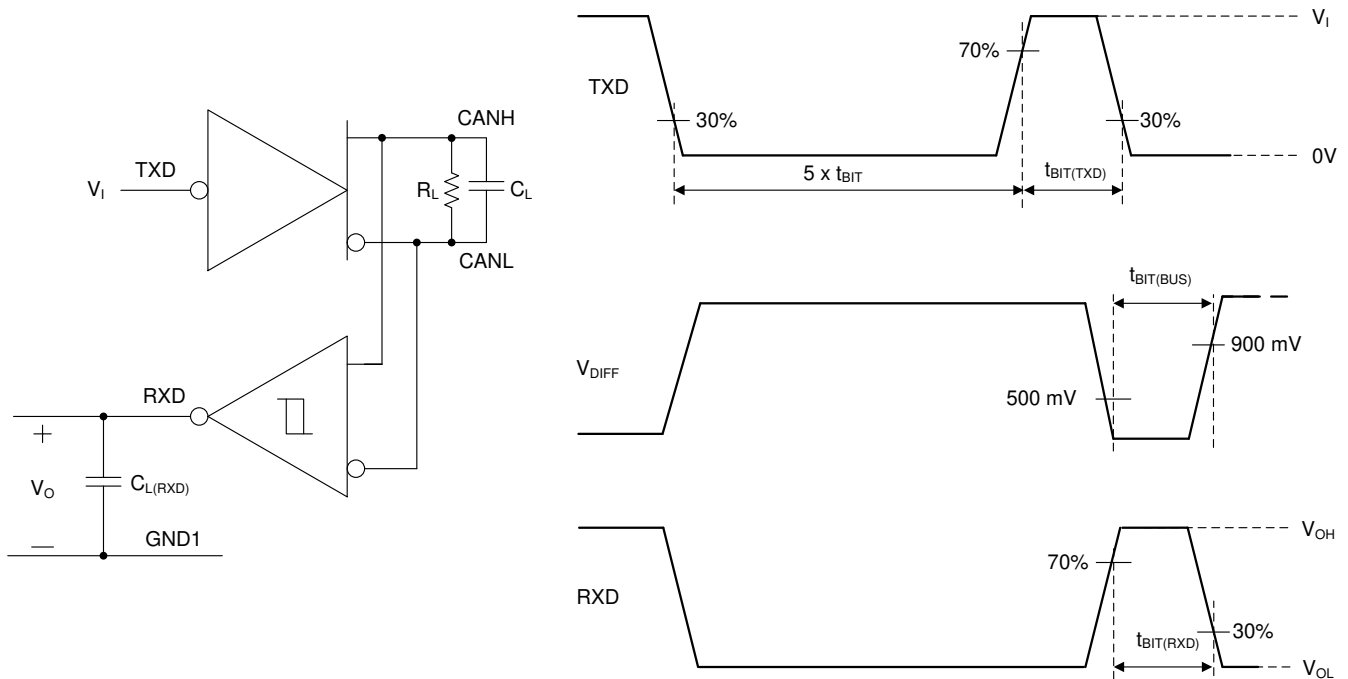 CANH
TXD
V_I
R_L
C_L
CANL
RXD
+
V_O
C_L(RXD)
—
GND1
V_I
70%
TXD
30%
30%
0V
5 x t_BIT
t_BIT(TXD)
t_BIT(BUS)
900 mV
V_DIFF
500 mV
V_OH
70%
RXD
30%
t_BIT(RXD)
V_OL